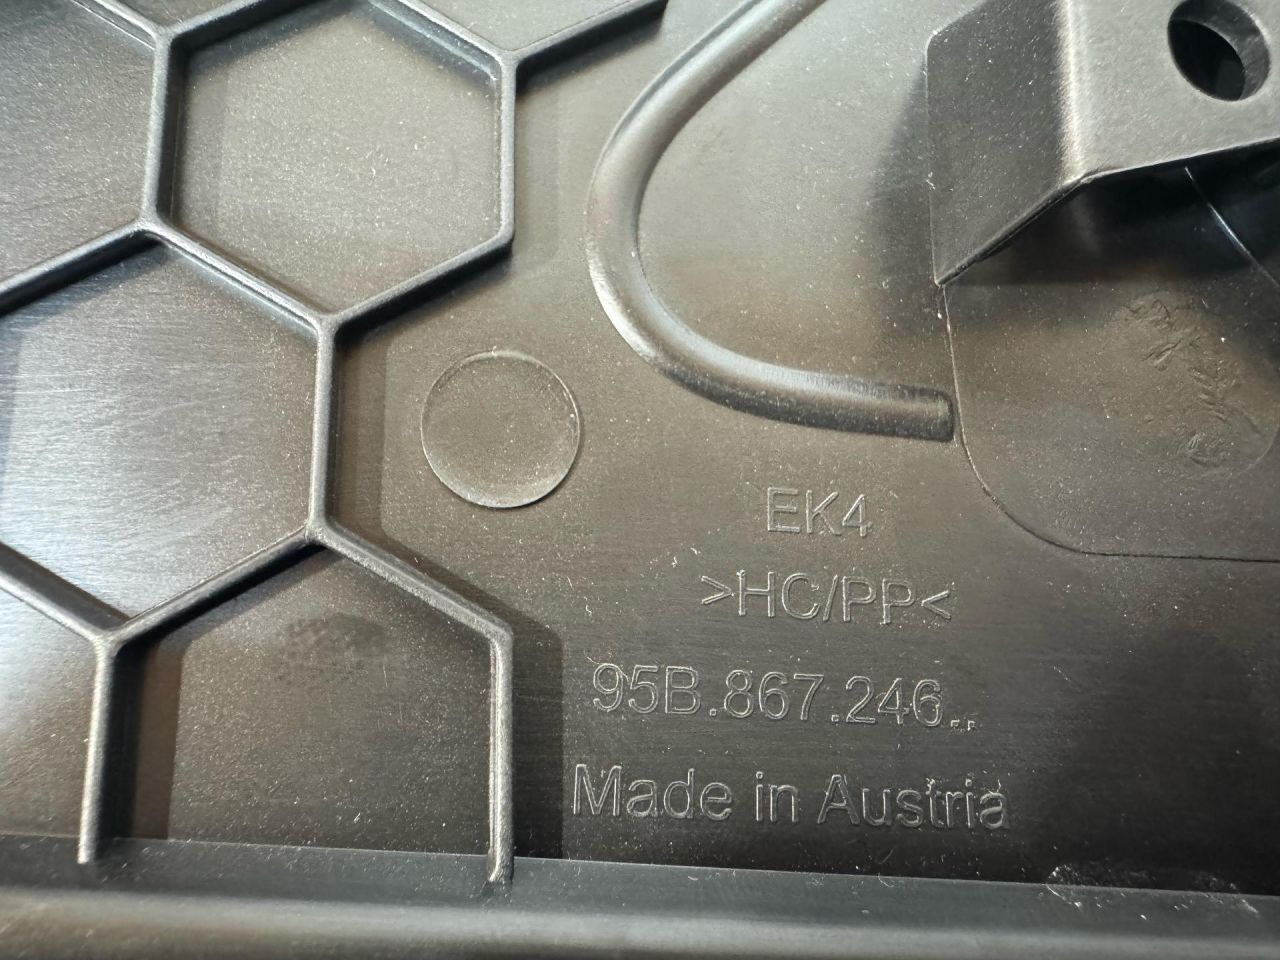 EK4
>HC/PP<
95B.867.246..
Made in Austria